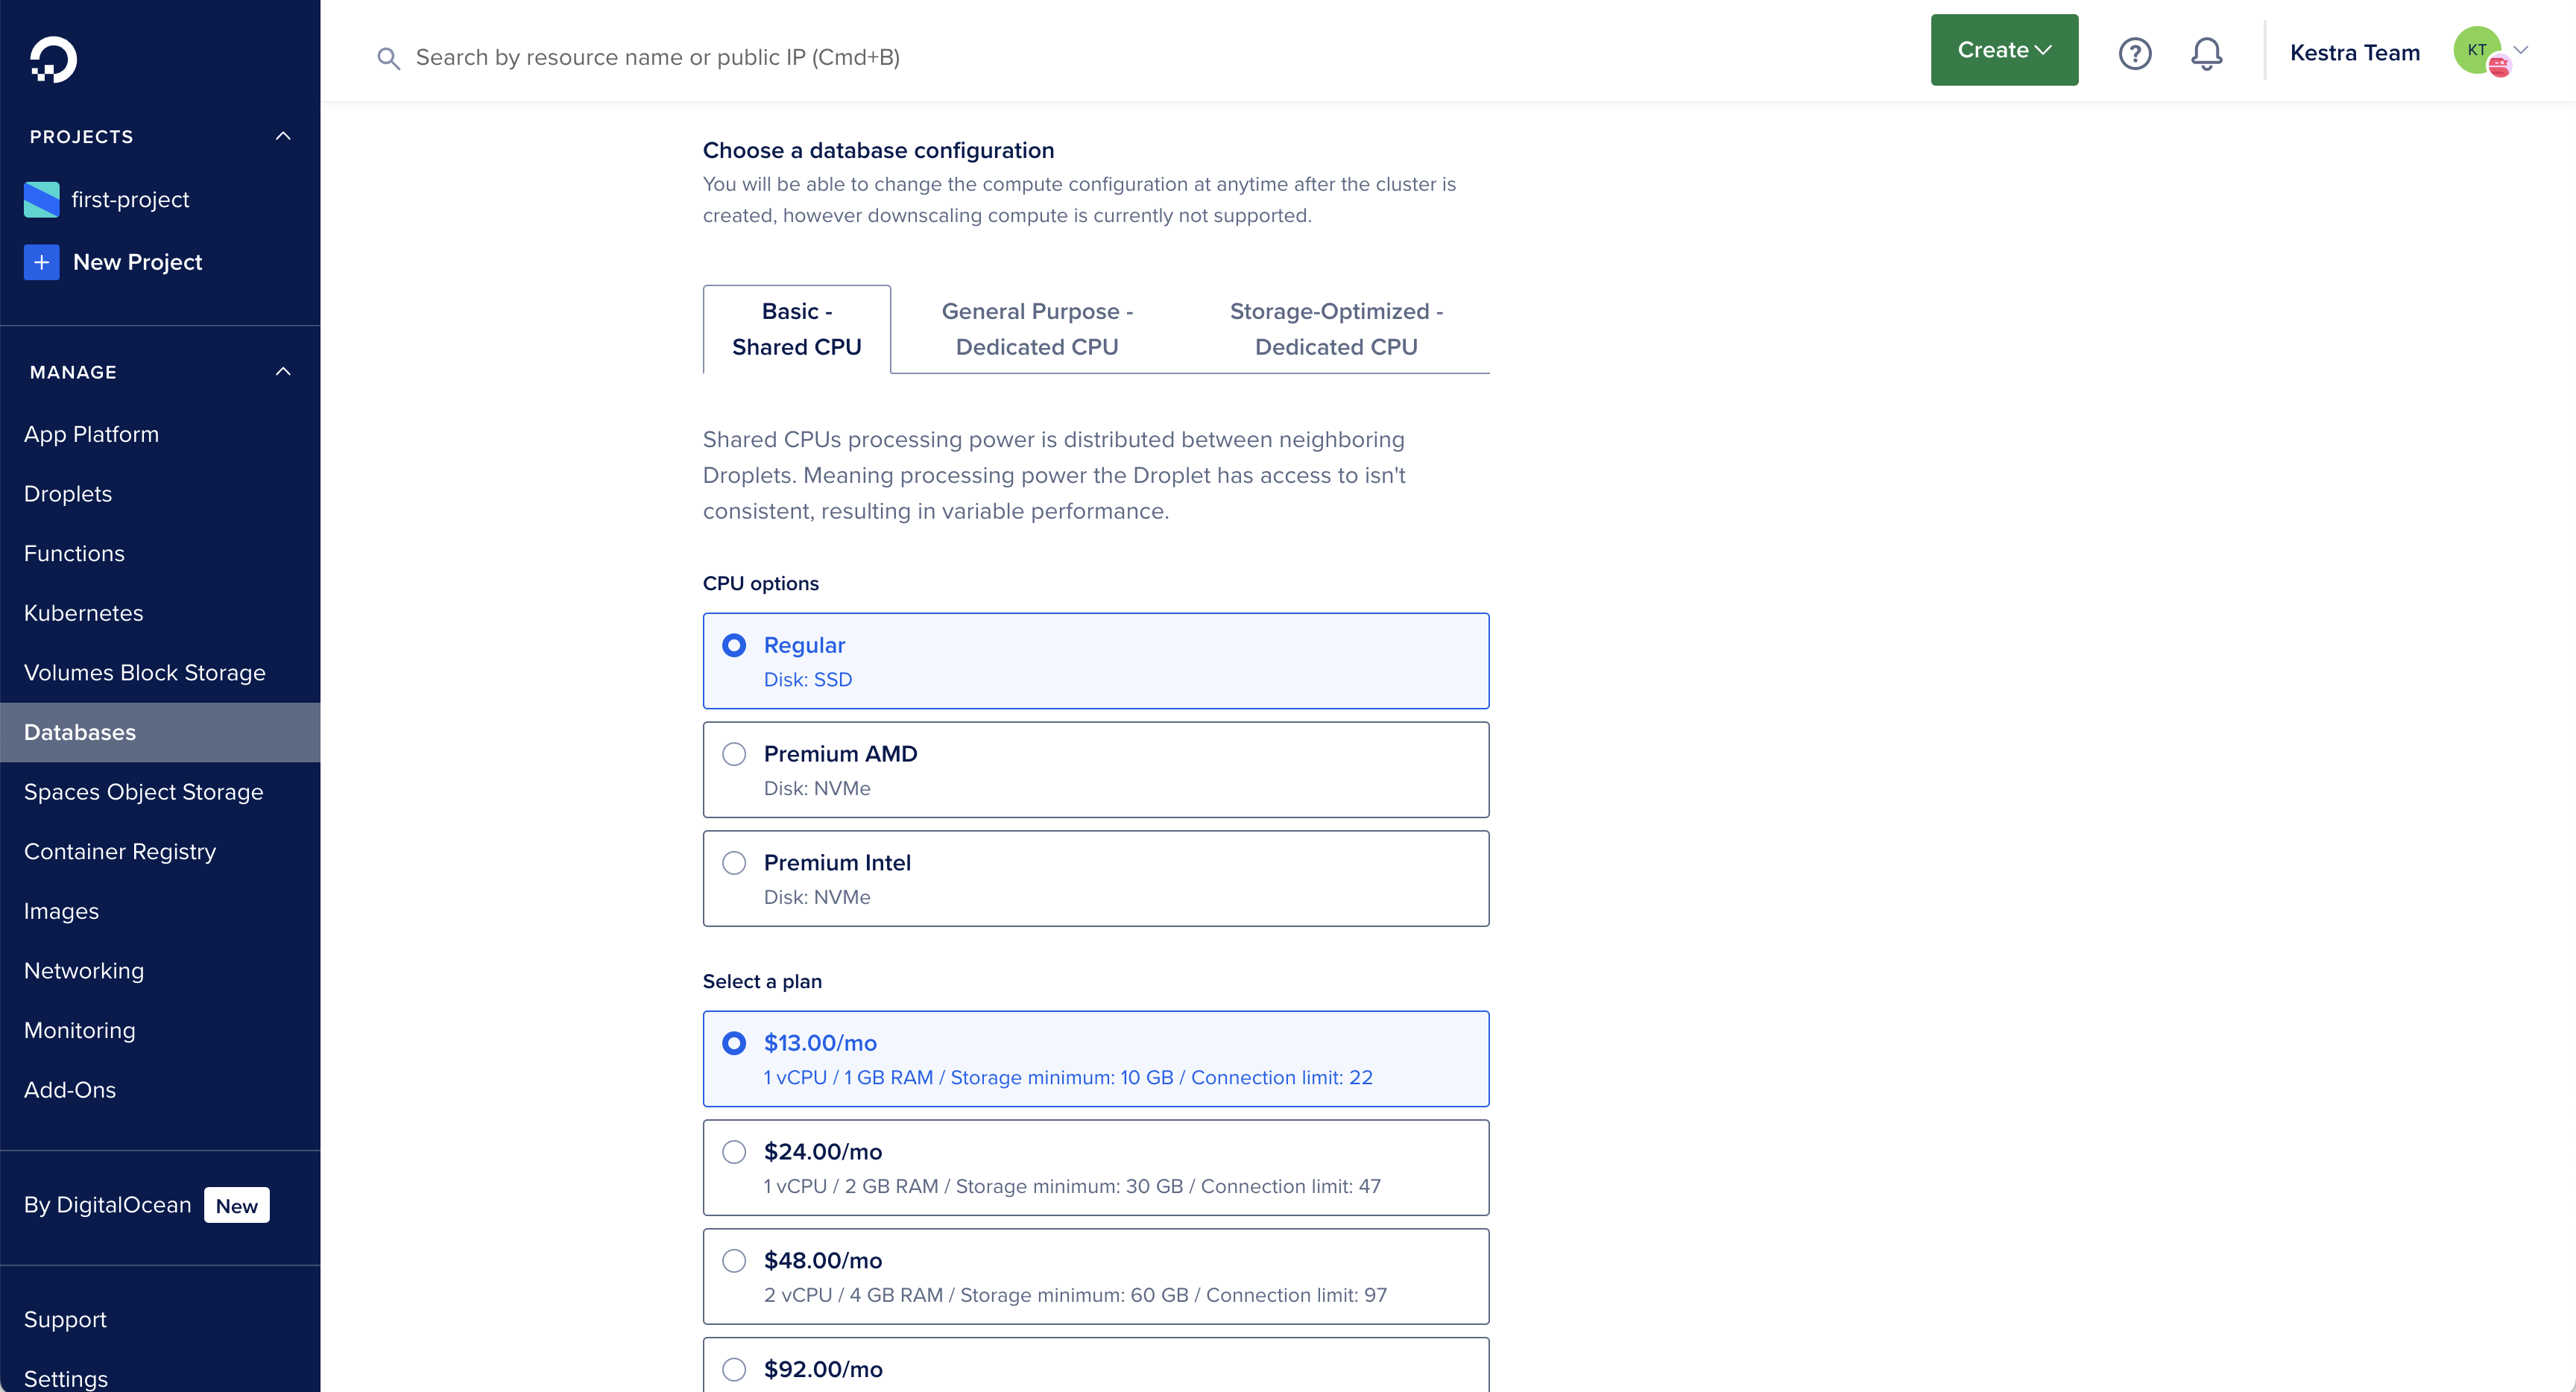 PROJECTS
first-project
New Project
MANAGE
App Platform
Droplets
Functions
Kubernetes
Volumes Block Storage
Databases
Spaces Object Storage
Container Registry
Images
Networking
Monitoring
Add-Ons
By DigitalOcean New
Support
Settings
Search by resource name or public IP (Cmd+B)
Create
Kestra Team
KT
Choose a database configuration
You will be able to change the compute configuration at anytime after the cluster is
created, however downscaling compute is currently not supported.
Basic -
Shared CPU
General Purpose -
Dedicated CPU
Storage-Optimized -
Dedicated CPU
Shared CPUs processing power is distributed between neighboring
Droplets. Meaning processing power the Droplet has access to isn't
consistent, resulting in variable performance.
CPU options
Regular
Disk: SSD
Premium AMD
Disk: NVMe
Premium Intel
Disk: NVMe
Select a plan
$13.00/mo
1 vCPU / 1 GB RAM / Storage minimum: 10 GB / Connection limit: 22
$24.00/mo
1 vCPU / 2 GB RAM / Storage minimum: 30 GB / Connection limit: 47
$48.00/mo
2 vCPU / 4 GB RAM / Storage minimum: 60 GB / Connection limit: 97
$92.00/mo